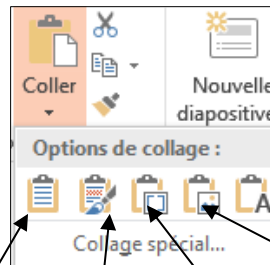 Coller
Nouvelle
diapositive
Options de collage :
A
Collage spécial...